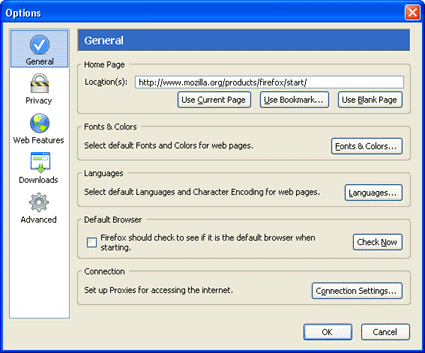 Options
General
Privacy
Web Features
Downloads
Advanced
General
Home Page
Location(s): http://www.mozilla.org/products/firefox/start/
Use Current Page Use Bookmark... Use Blank Page
Fonts & Colors
Select default Fonts and Colors for web pages. Fonts & Colors...
Languages
Select default Languages and Character Encoding for web pages. Languages...
Default Browser
Firefox should check to see if it is the default browser when
starting.
Check Now
Connection
Set up Proxies for accessing the internet. Connection Settings...
OK Cancel